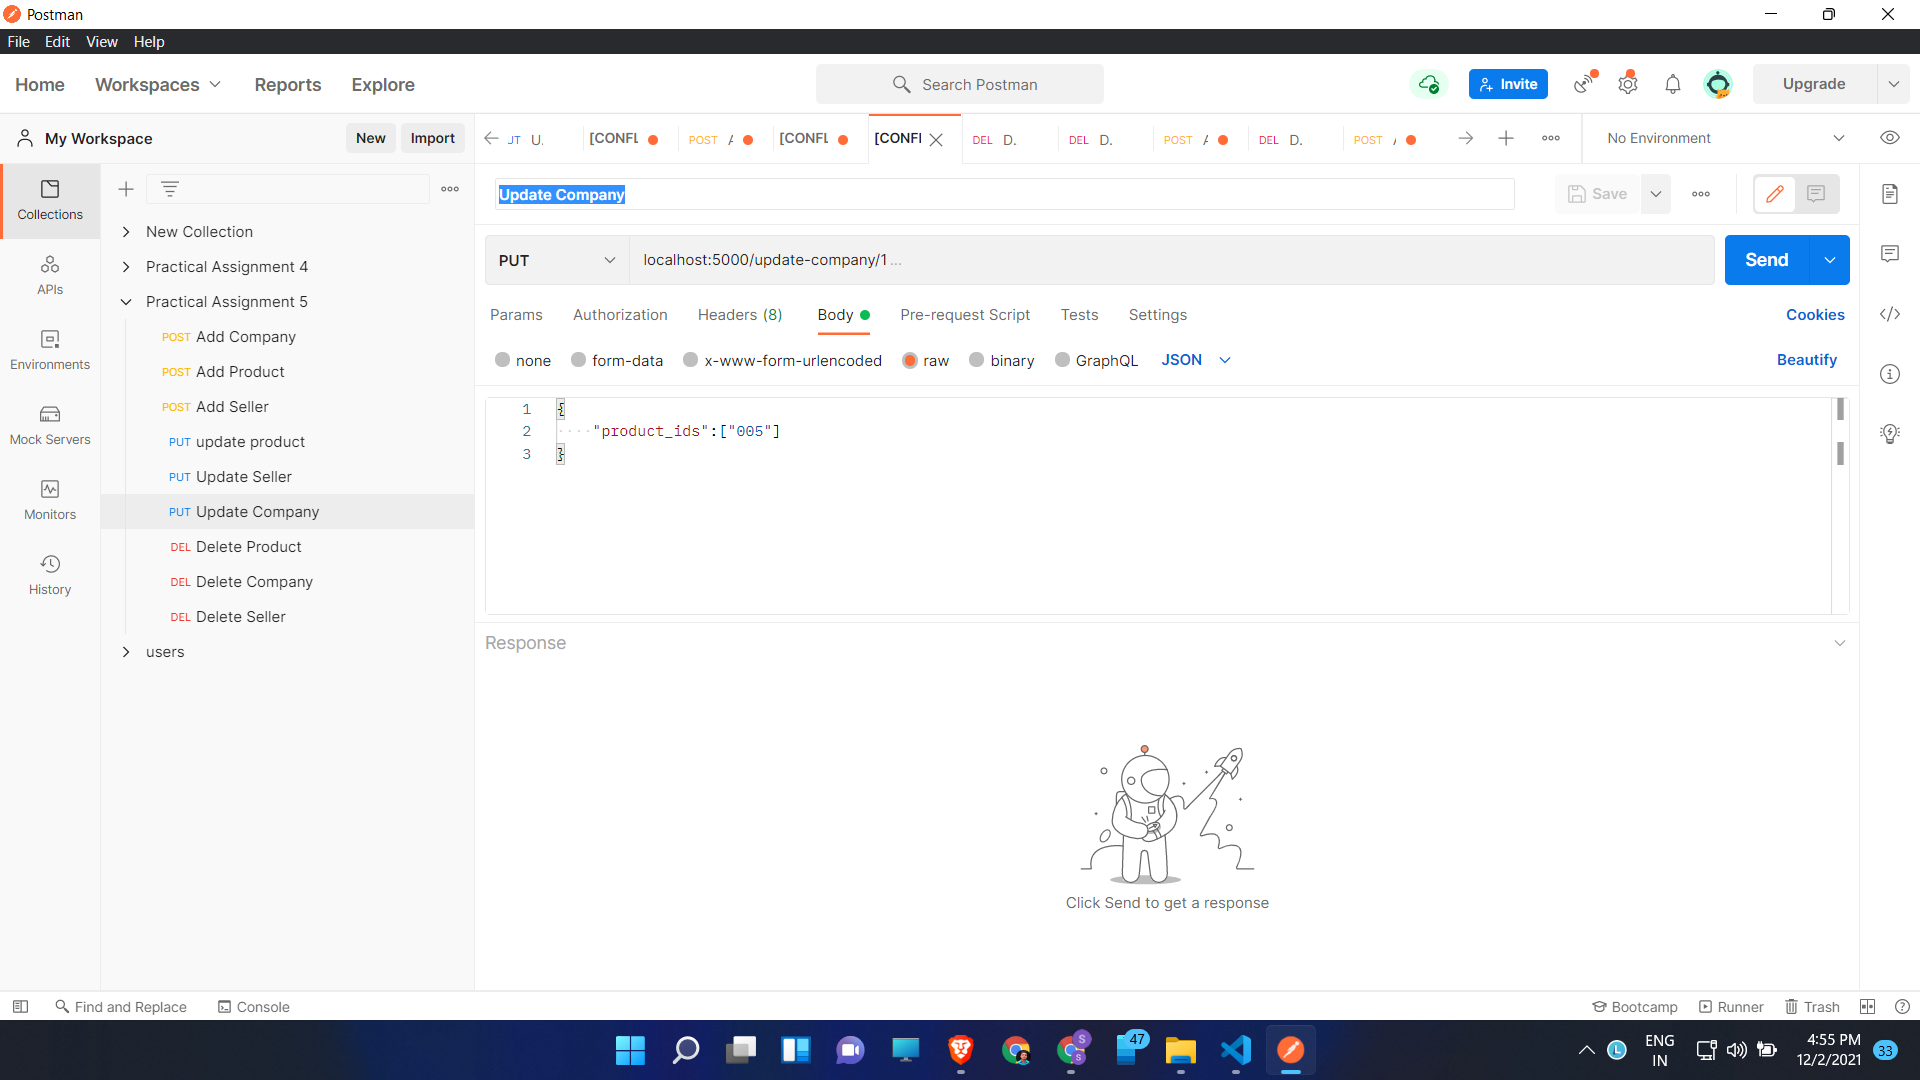 Postman
File Edit View Help
Home Workspaces Reports Explore
Search Postman
Invite
Upgrade
My Workspace
New Import
UT U.
[CONFL
POST A
[CONFL
[CONFI
DEL D.
DEL D.
POST A
DEL D.
POST
No Environment
Collections
APIs
Environments
Mock Servers
Monitors
History
New Collection
Practical Assignment 4
Practical Assignment 5
POST Add Company
POST Add Product
POST Add Seller
PUT update product
PUT Update Seller
PUT Update Company
DEL Delete Product
DEL Delete Company
DEL Delete Seller
users
Update Company
Save
PUT
localhost:5000/update-company/1...
Send
Params Authorization Headers (8) Body Pre-request Script Tests Settings
Cookies
none form-data x-www-form-urlencoded raw binary GraphQL JSON
Beautify
1 {
2 ····"product_ids":["005"]
3 }
Response
Click Send to get a response
Find and Replace Console
Bootcamp Runner Trash
S
S
47
L
ENG
IN
4:55 PM
12/2/2021
33